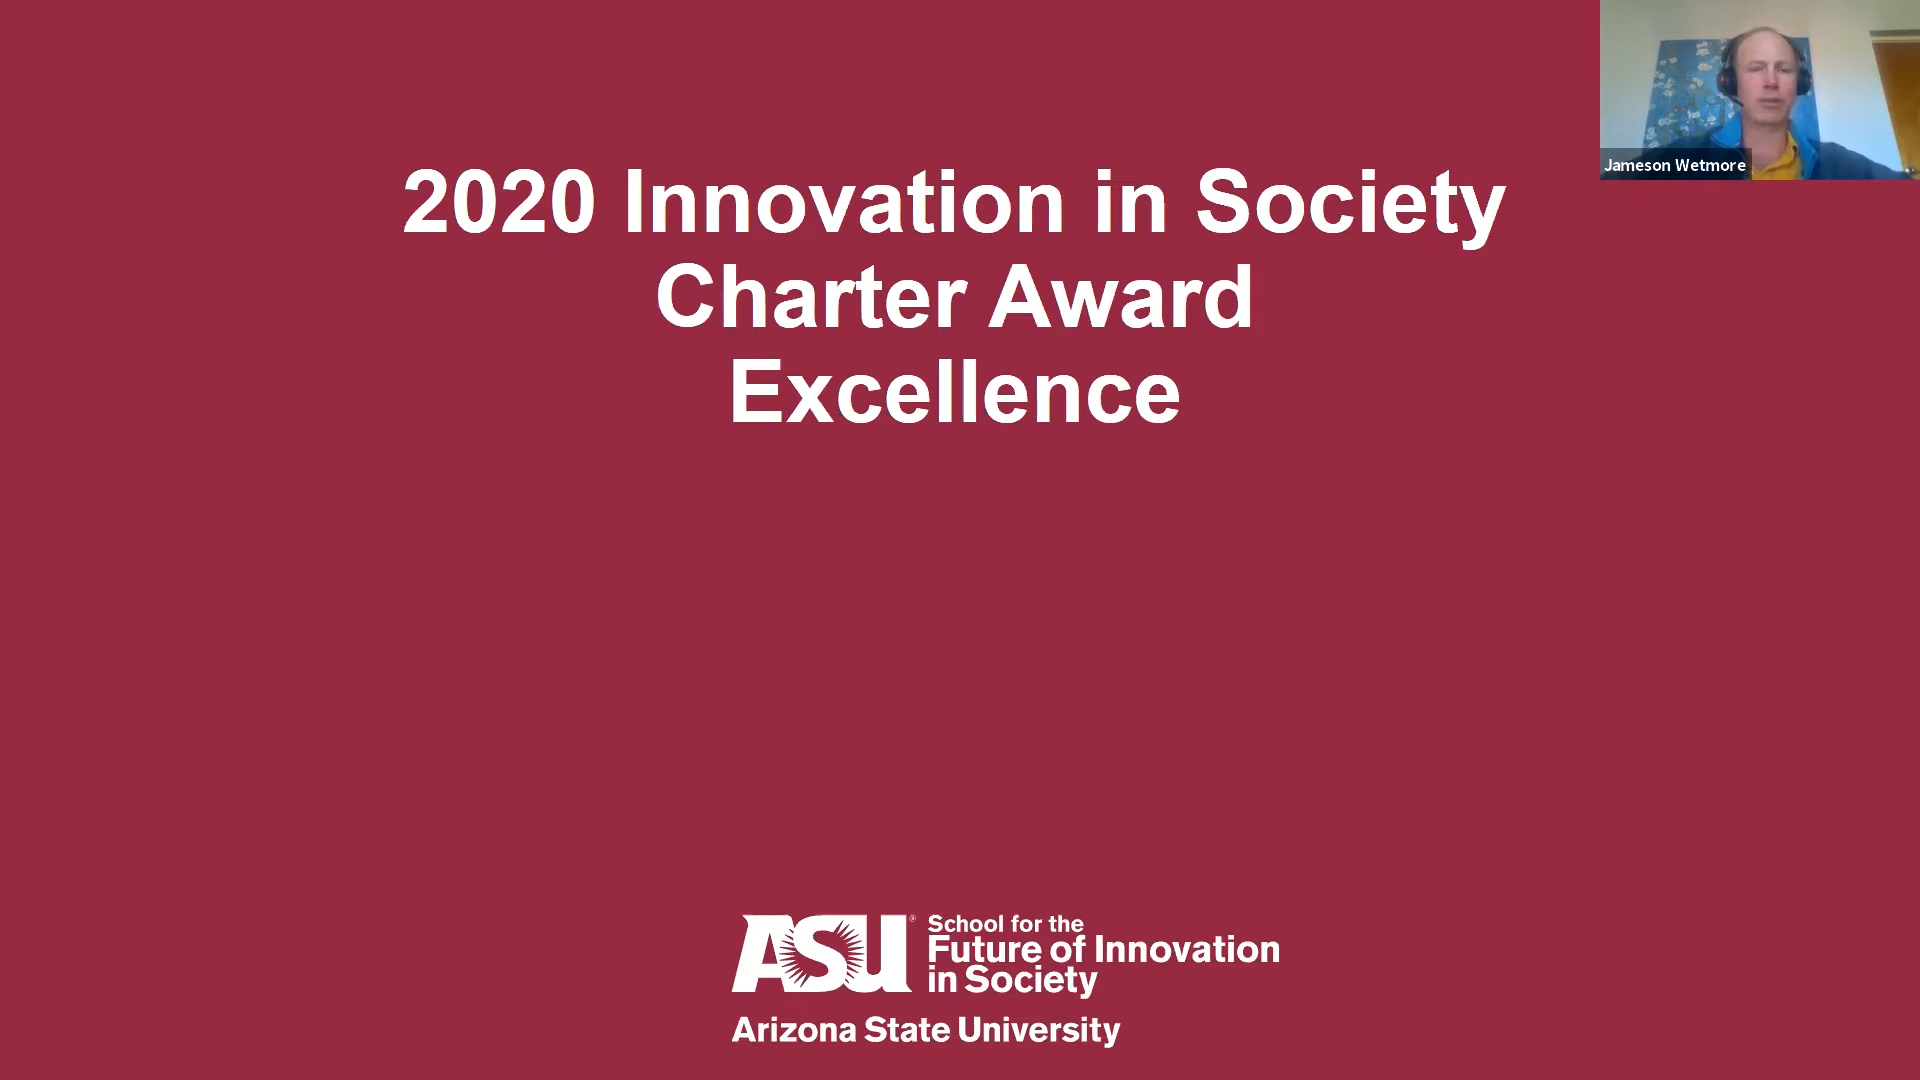 2020 Innovation in Society
Charter Award
Excellence
Jameson Wetmore
ASU®
School for the
Future of Innovation
in Society
Arizona State University